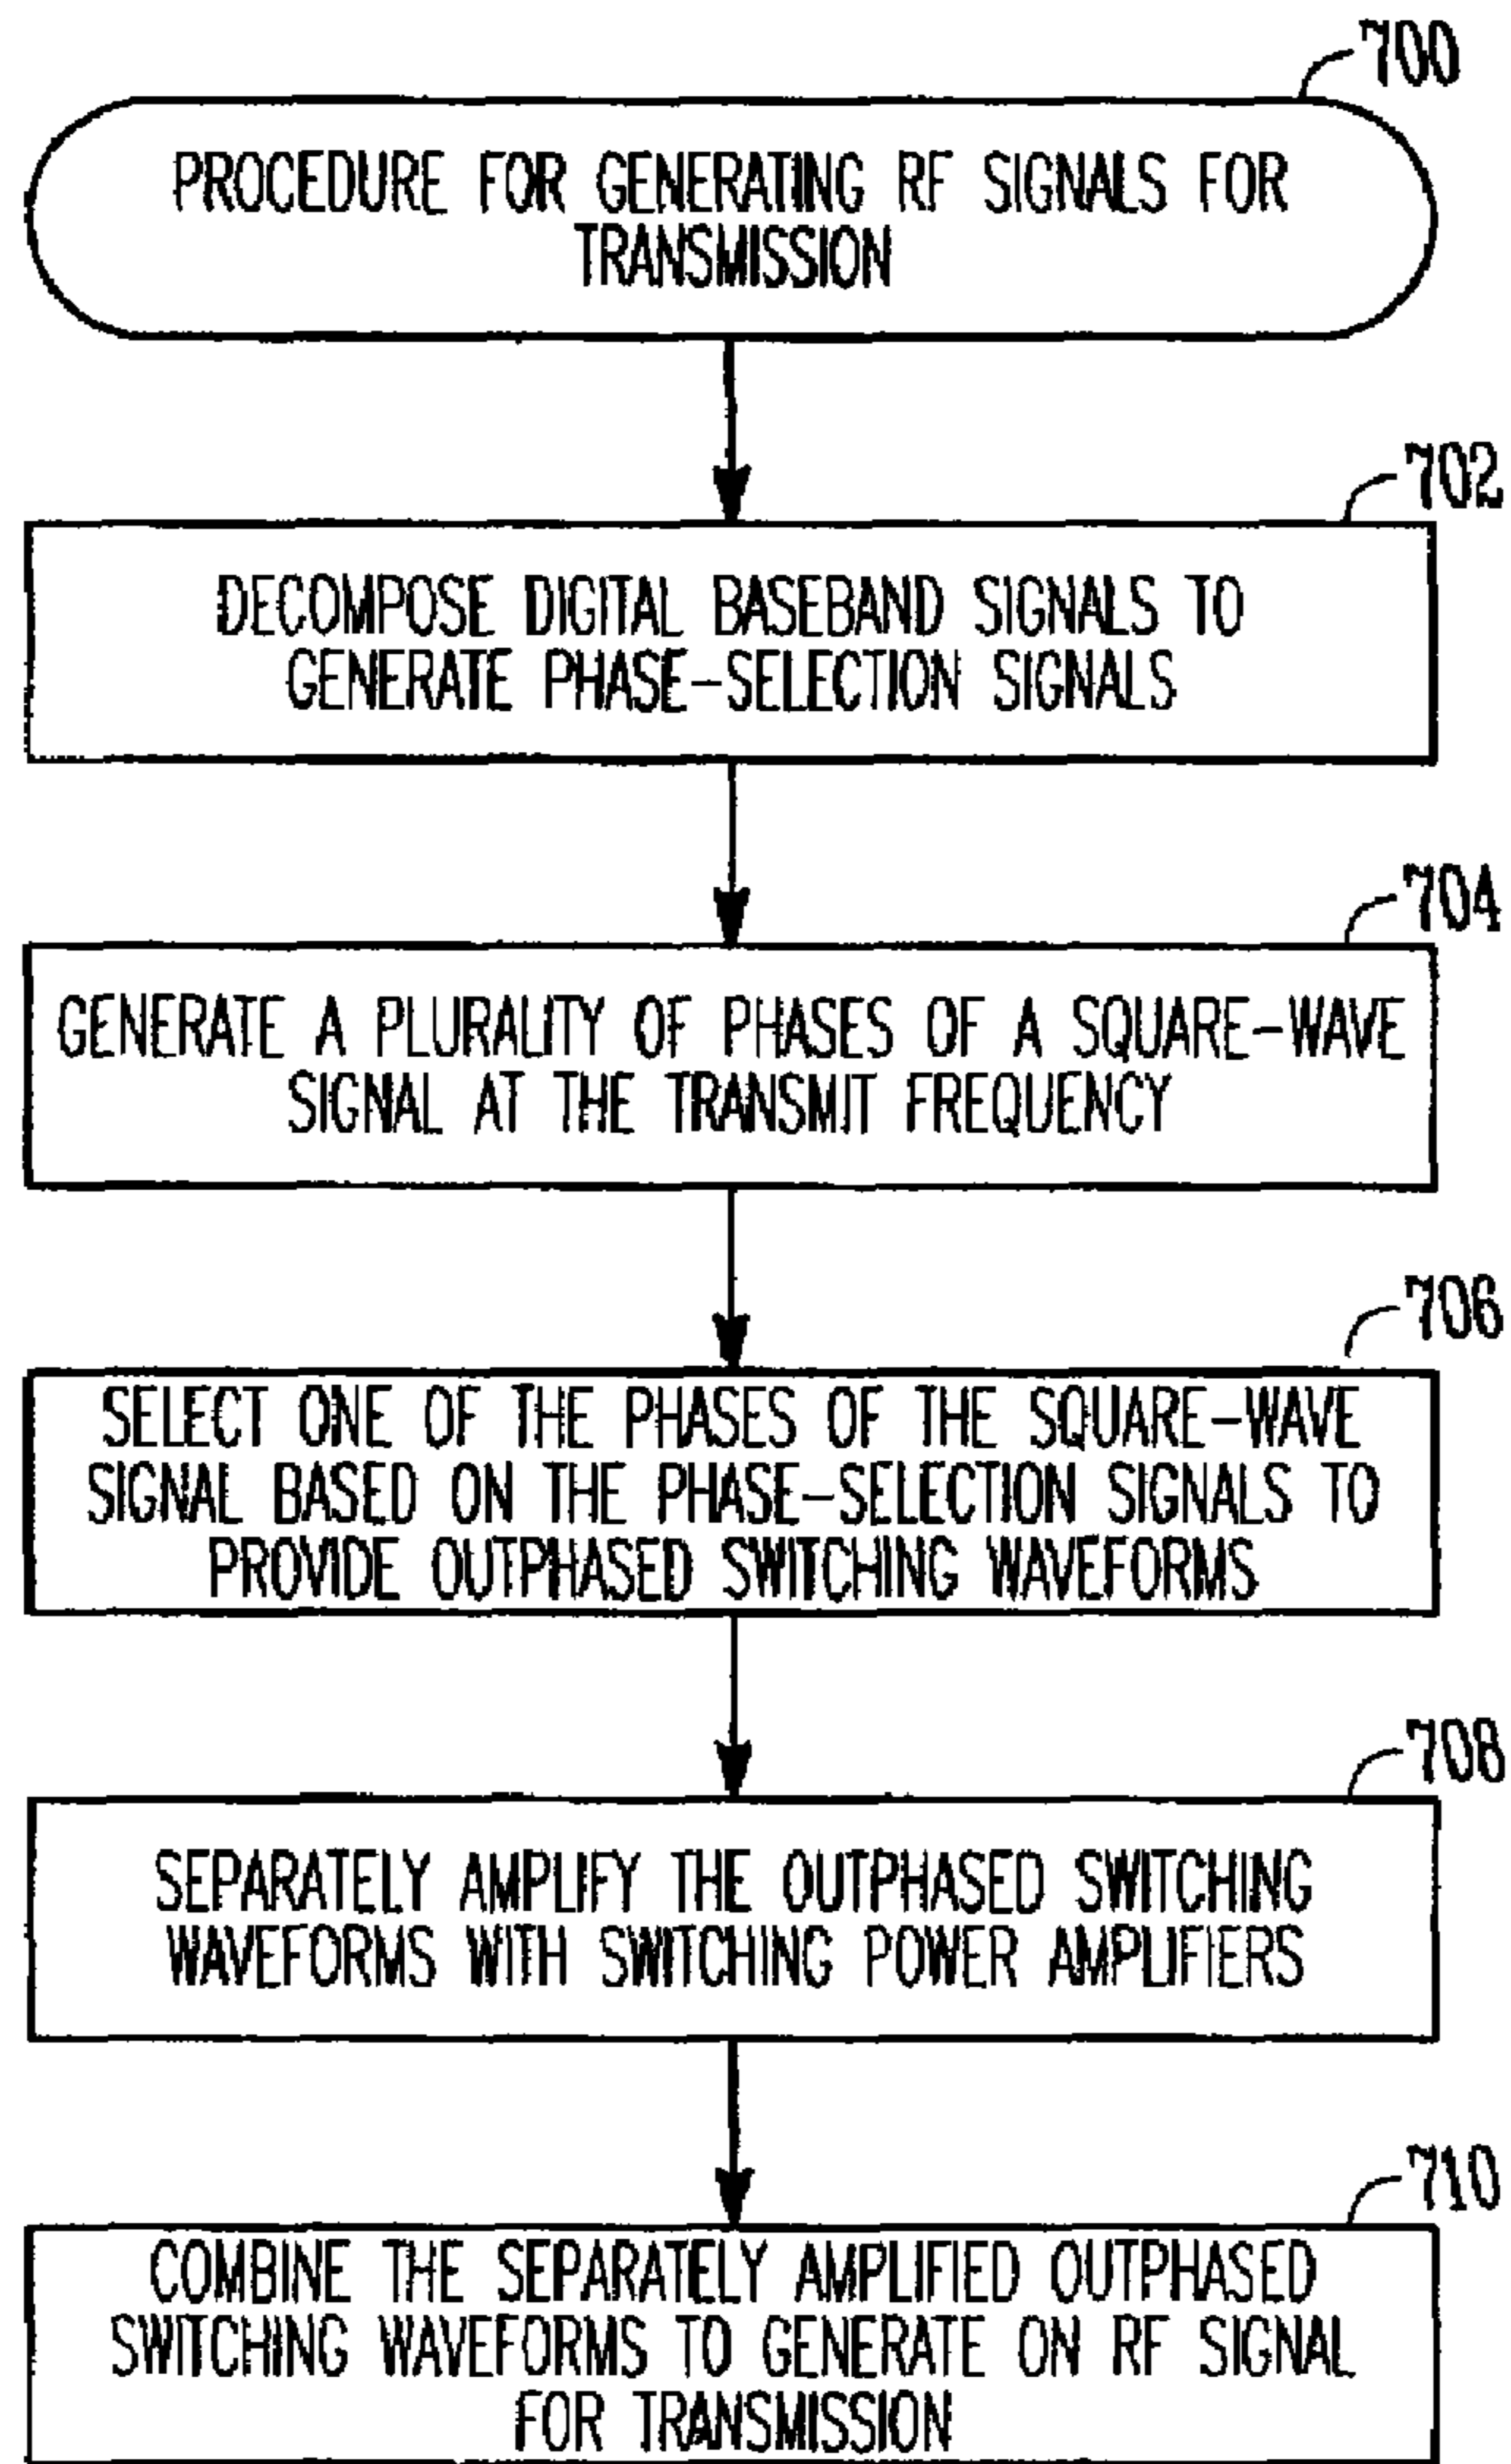 700
PROCEDURE FOR GENERATING RF SIGNALS FOR
TRANSMISSION
702
DECOMPOSE DIGITAL BASEBAND SIGNALS TO
GENERATE PHASE-SELECTION SIGNALS
704
GENERATE A PLURALITY OF PHASES OF A SQUARE-WAVE
SIGNAL AT THE TRANSMIT FREQUENCY
706
SELECT ONE OF THE PHASES OF THE SQUARE-WAVE
SIGNAL BASED ON THE PHASE-SELECTION SIGNALS TO
PROVIDE OUTPHASED SWITCHING WAVEFORMS
708
SEPARATELY AMPLIFY THE OUTPHASED SWITCHING
WAVEFORMS WITH SWITCHING POWER AMPLIFIERS
710
COMBINE THE SEPARATELY AMPLIFIED OUTPHASED
SWITCHING WAVEFORMS TO GENERATE ON RF SIGNAL
FOR TRANSMISSION